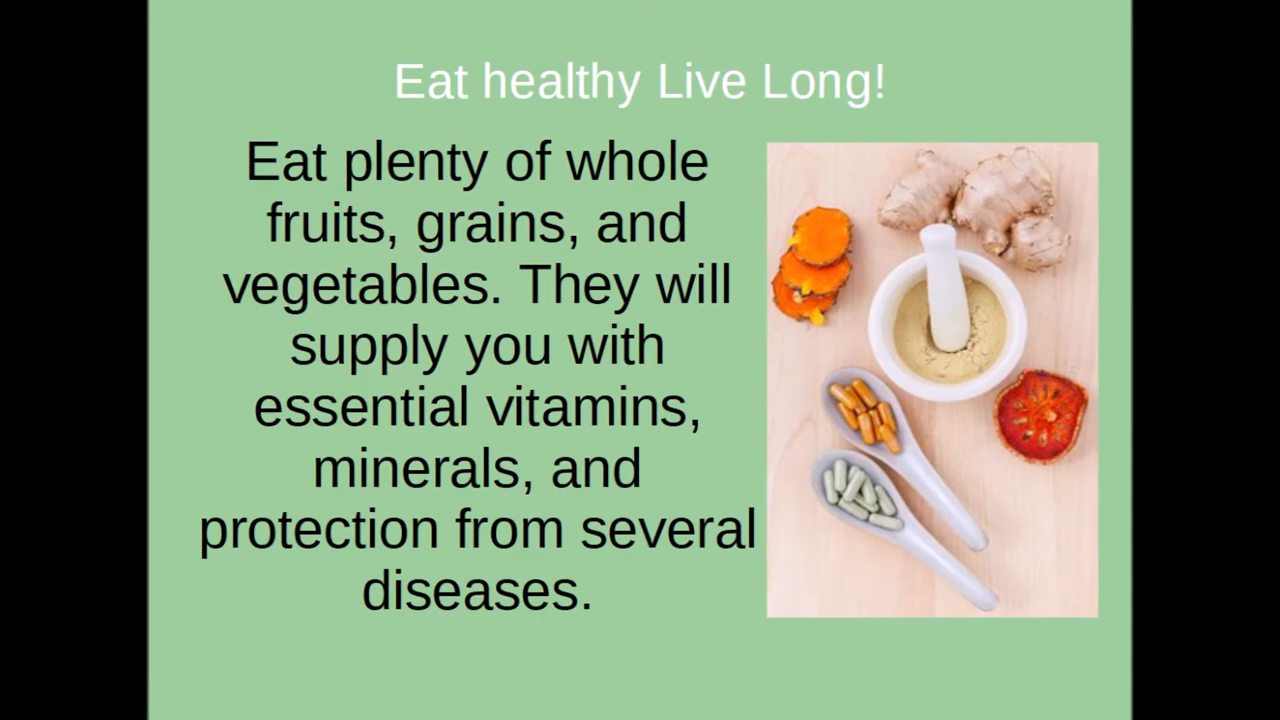 Eat healthy Live Long!
Eat plenty of whole
fruits, grains, and
vegetables. They will
supply you with
essential vitamins,
minerals, and
protection from several
diseases.